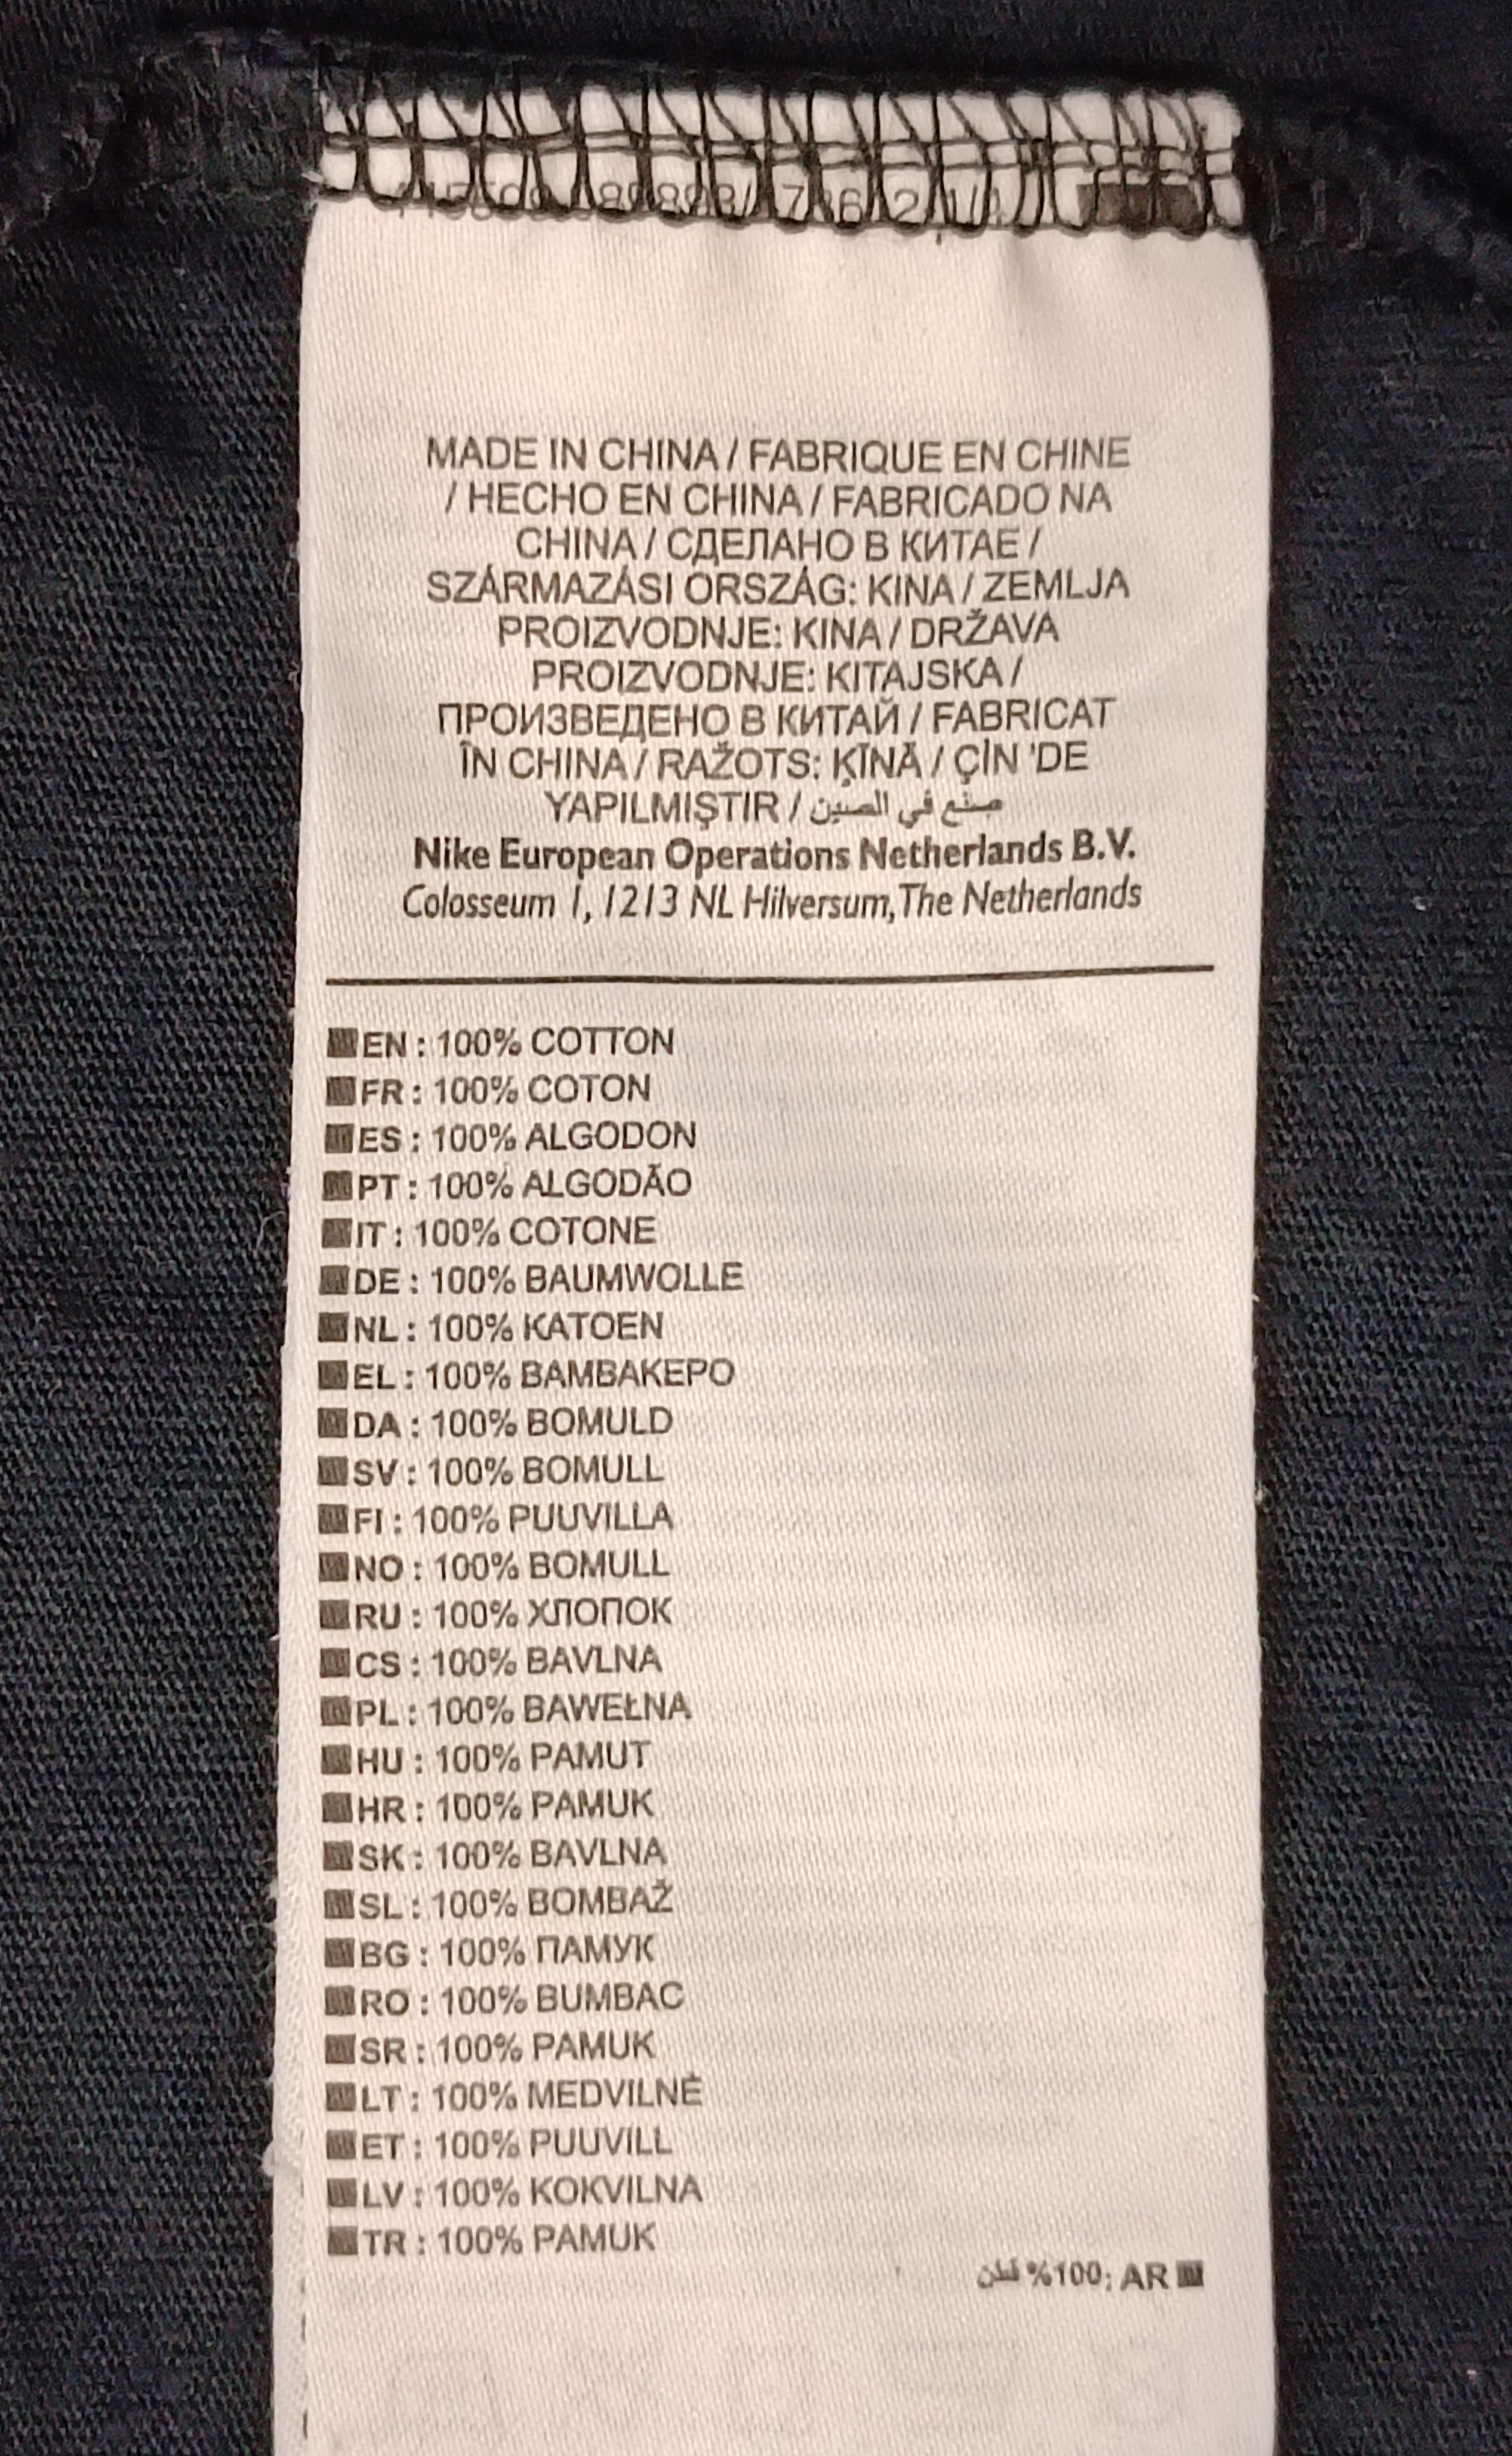 MADE IN CHINA / FABRIQUE EN CHINE
/ HECHO EN CHINA / FABRICADO NA
CHINA / СДЕЛАНО В КИТАЕ /
SZÁRMAZÁSI ORSZÁG: KINA / ZEMLJA
PROIZVODNJE: KINA / DRŽAVA
PROIZVODNJE: KITAJSKA /
ПРОИЗВЕДЕНО В КИТАЙ / FABRICAT
ÎN CHINA / RAŽOTS: ĶĪNĀ / ÇİN 'DE
YAPILMIŞTIR / صنع في الصين
Nike European Operations Netherlands B.V.
Colosseum 1, 1213 NL Hilversum, The Netherlands
EN : 100% COTTON
FR : 100% COTON
ES : 100% ALGODON
PT : 100% ALGODÃO
IT : 100% COTONE
DE : 100% BAUMWOLLE
NL : 100% KATOEN
EL : 100% ΒΑΜΒΑΚΕΡΟ
DA : 100% BOMULD
SV : 100% BOMULL
FI : 100% PUUVILLA
NO : 100% BOMULL
RU : 100% ХЛОПОК
CS : 100% BAVLNA
PL : 100% BAWEŁNA
HU : 100% PAMUT
HR : 100% PAMUK
SK : 100% BAVLNA
SL : 100% BOMBAŽ
BG : 100% ПАМУК
RO : 100% BUMBAC
SR : 100% PAMUK
LT : 100% MEDVILNĖ
ET : 100% PUUVILL
LV : 100% KOKVILNA
TR : 100% PAMUK
AR :100% قطن